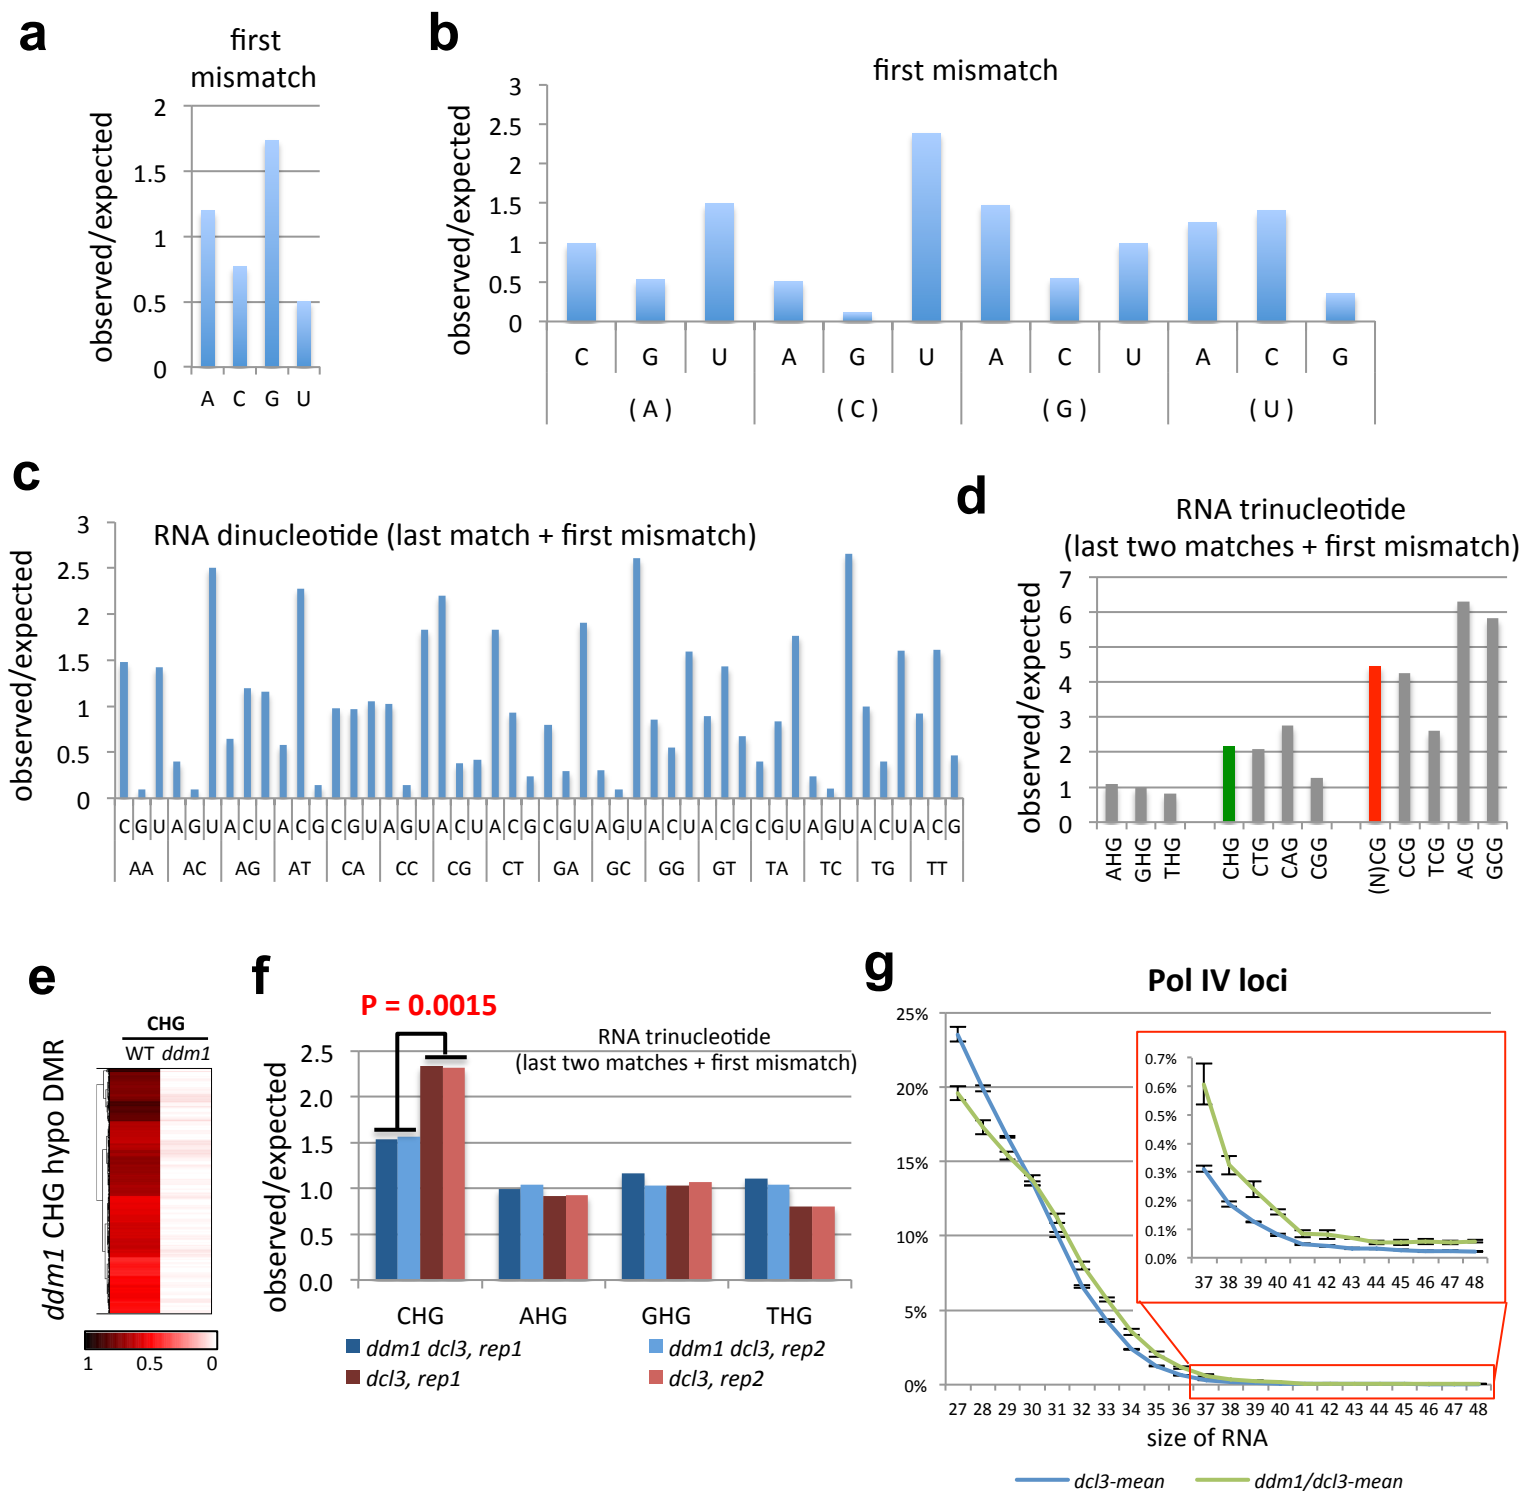 a
first
mismatch
observed/expected
2
1.5
1
0.5
0
A C G U
b
first mismatch
observed/expected
3
2.5
2
1.5
1
0.5
0
C G U A G U A C U A C G
( A ) ( C ) ( G ) ( U )
c
RNA dinucleotide (last match + first mismatch)
observed/expected
3
2.5
2
1.5
1
0.5
0
C G U A G U A C U A C G C G U A G U A C U A C G C G U A G U A C U A C G C G U A G U A C U A C G
AA AC AG AT CA CC CG CT GA GC GG GT TA TC TG TT
d
RNA trinucleotide
(last two matches + first mismatch)
observed/expected
7
6
5
4
3
2
1
0
AHG GHG THG CHG CTG CAG CGG (N)CG CCG TCG ACG GCG
e
CHG
WT ddm1
ddm1 CHG hypo DMR
1 0.5 0
f
P = 0.0015
RNA trinucleotide
(last two matches + first mismatch)
observed/expected
2.5
2.0
1.5
1.0
0.5
0.0
CHG AHG GHG THG
ddm1 dcl3, rep1 ddm1 dcl3, rep2
dcl3, rep1 dcl3, rep2
g
Pol IV loci
25%
20%
15%
10%
5%
0%
0.7%
0.6%
0.5%
0.4%
0.3%
0.2%
0.1%
0.0%
37 38 39 40 41 42 43 44 45 46 47 48
27 28 29 30 31 32 33 34 35 36 37 38 39 40 41 42 43 44 45 46 47 48
size of RNA
dcl3-mean ddm1/dcl3-mean